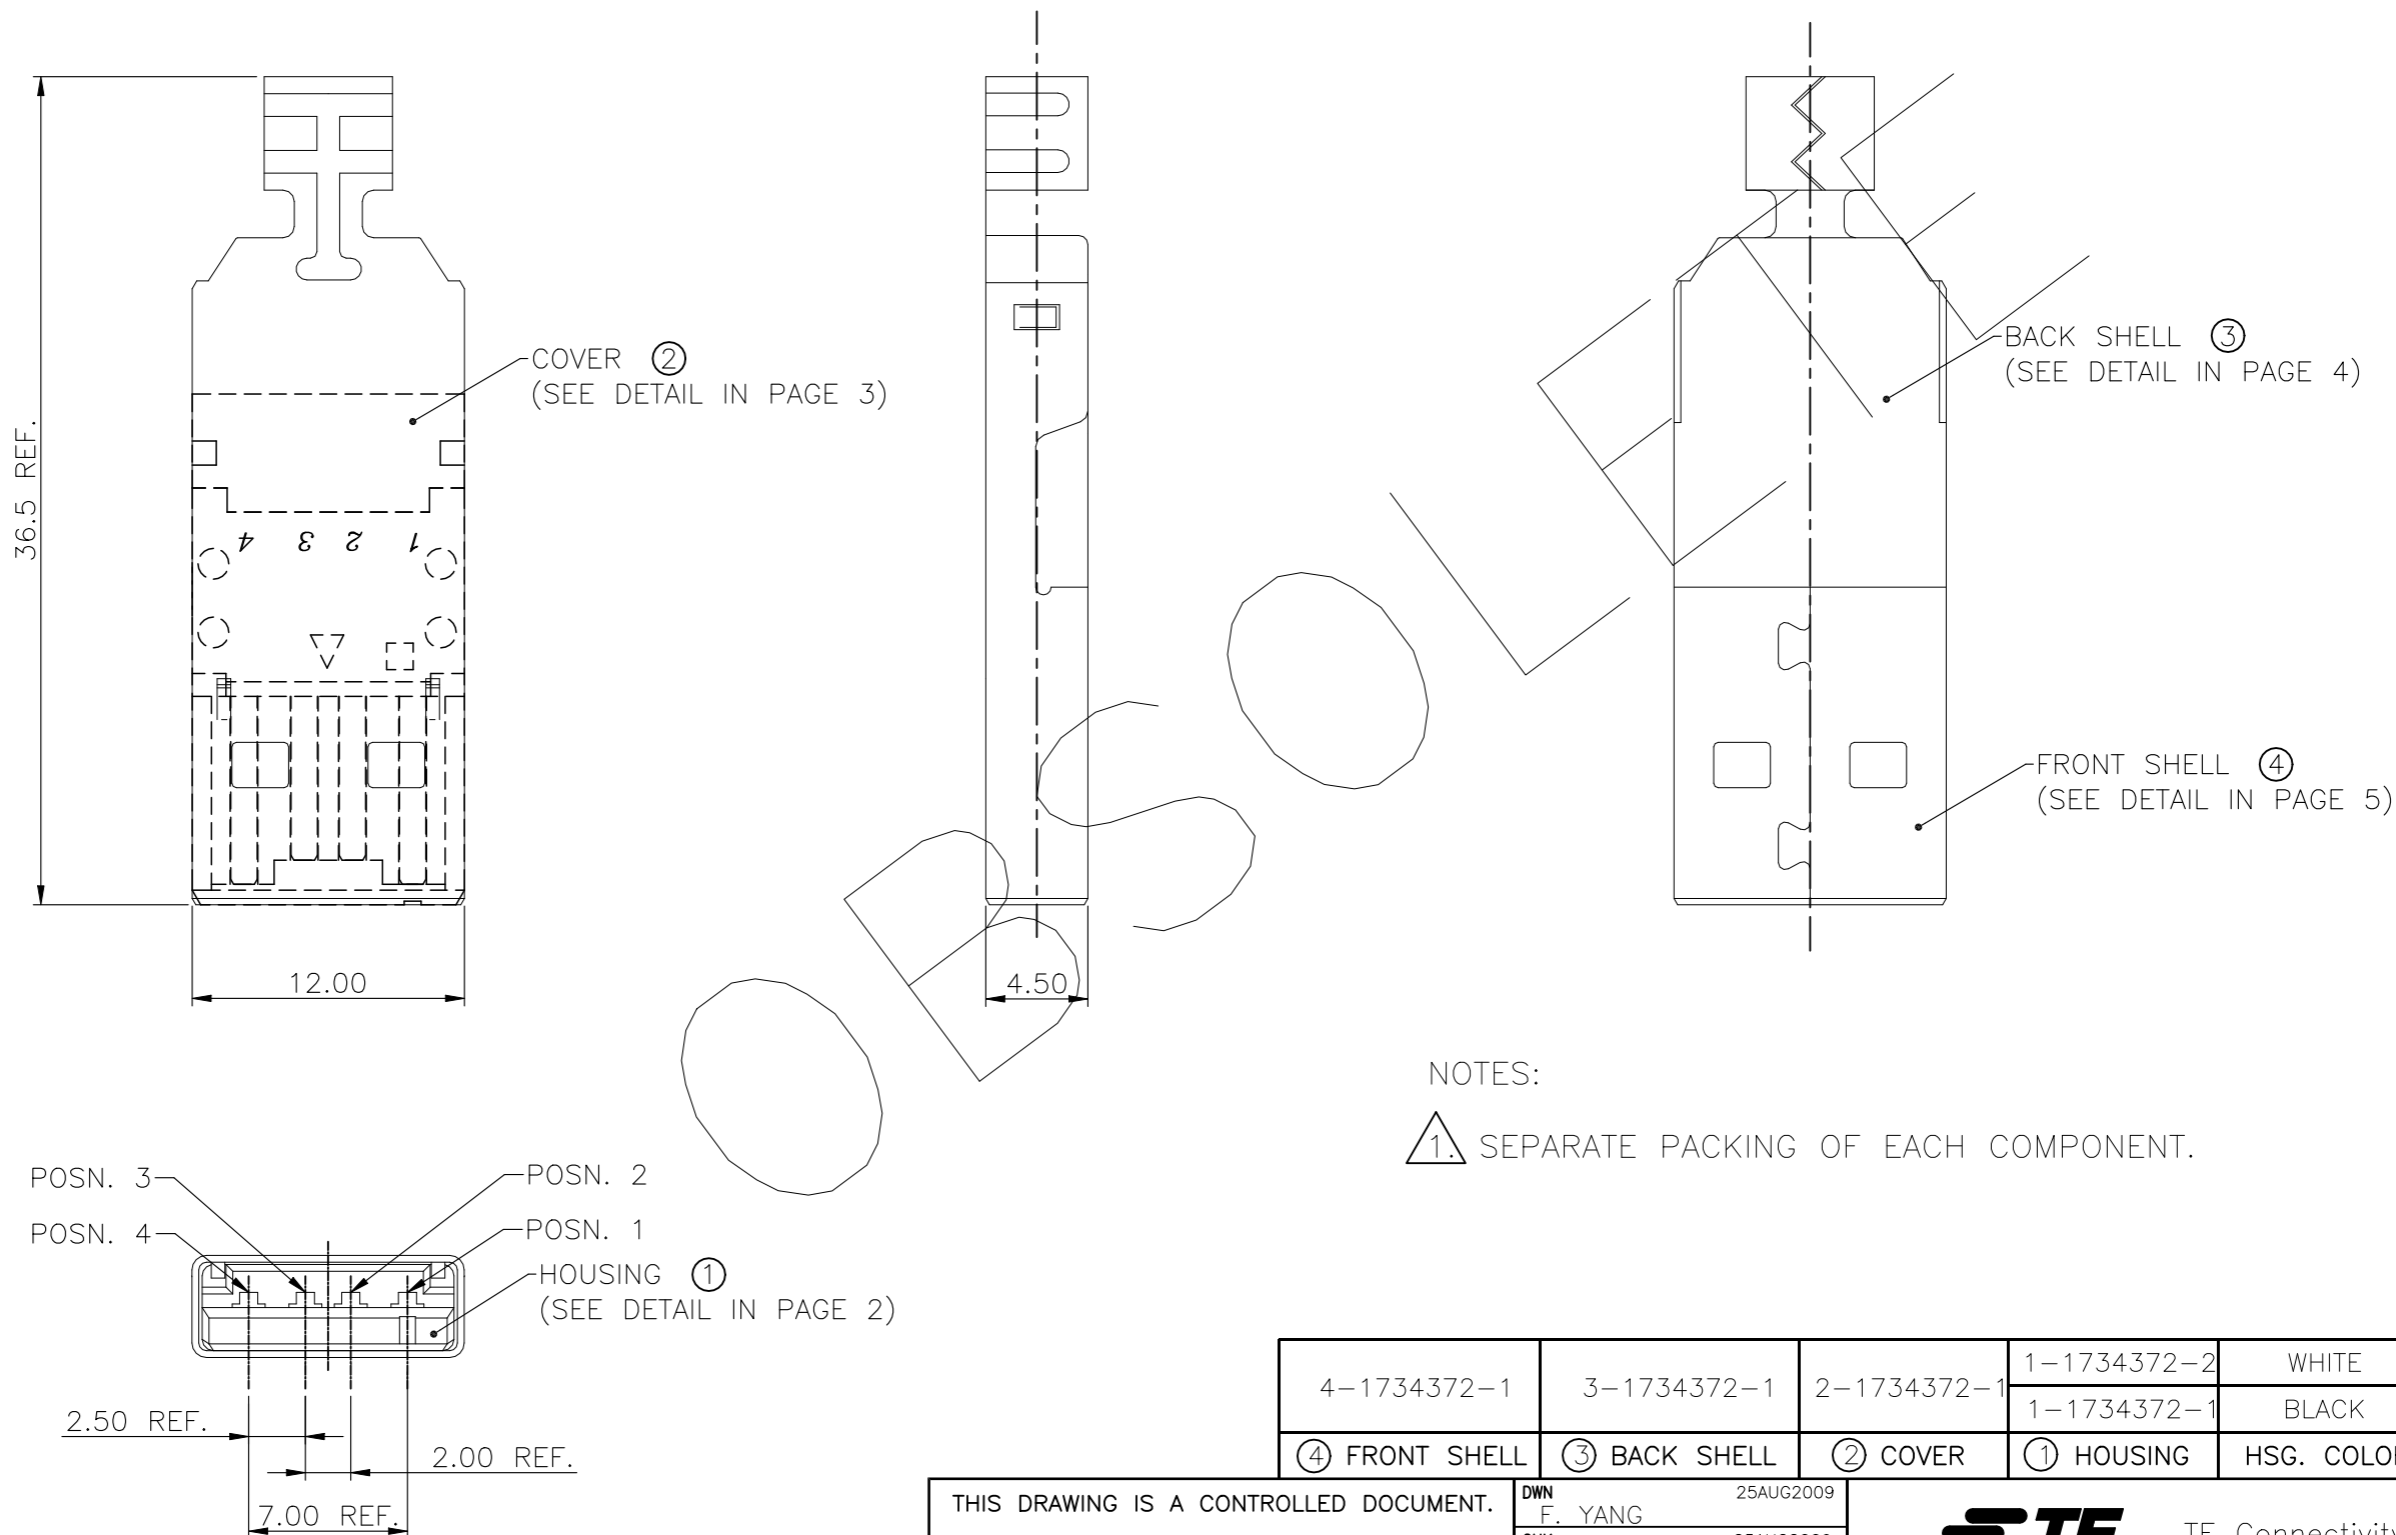 36.5 REF.
COVER ②
(SEE DETAIL IN PAGE 3)
4 3 2 1
12.00
4.50
BACK SHELL ③
(SEE DETAIL IN PAGE 4)
FRONT SHELL ④
(SEE DETAIL IN PAGE 5)
OBSOLETE
NOTES:
1. SEPARATE PACKING OF EACH COMPONENT.
POSN. 3
POSN. 2
POSN. 4
POSN. 1
HOUSING ①
(SEE DETAIL IN PAGE 2)
2.50 REF.
2.00 REF.
7.00 REF.
4-1734372-1 3-1734372-1 2-1734372-1 1-1734372-2 WHITE
1-1734372-1 BLACK
④ FRONT SHELL ③ BACK SHELL ② COVER ① HOUSING HSG. COLOR
THIS DRAWING IS A CONTROLLED DOCUMENT.
DWN 25AUG2009
F. YANG
TE
TE Connectivity